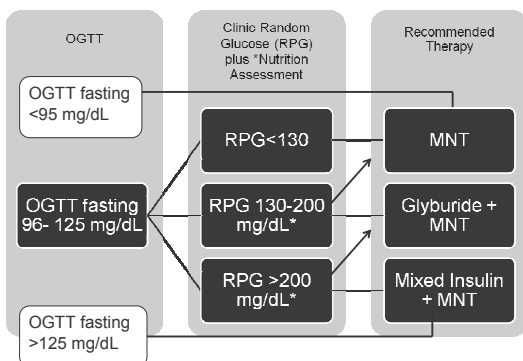 OGTT
Clinic Random
Glucose (RPG)
plus *Nutrition
Assessment
Recommended
Therapy
OGTT fasting
<95 mg/dL
OGTT fasting
96- 125 mg/dL
OGTT fasting
>125 mg/dL
RPG<130
RPG 130-200
mg/dL*
RPG >200
mg/dL*
MNT
Glyburide +
MNT
Mixed Insulin
+ MNT